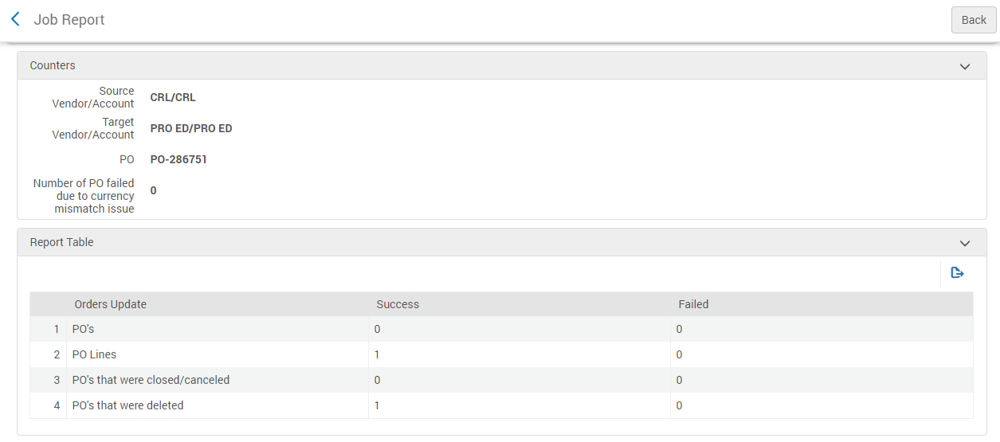 Job Report
Back
Counters
Source
Vendor/Account
CRL/CRL
Target
Vendor/Account
PRO ED/PRO ED
PO
PO-286751
Number of PO failed
due to currency
mismatch issue
0
Report Table
Orders Update Success Failed
1 PO's 0 0
2 PO Lines 1 0
3 PO's that were closed/canceled 0 0
4 PO's that were deleted 1 0